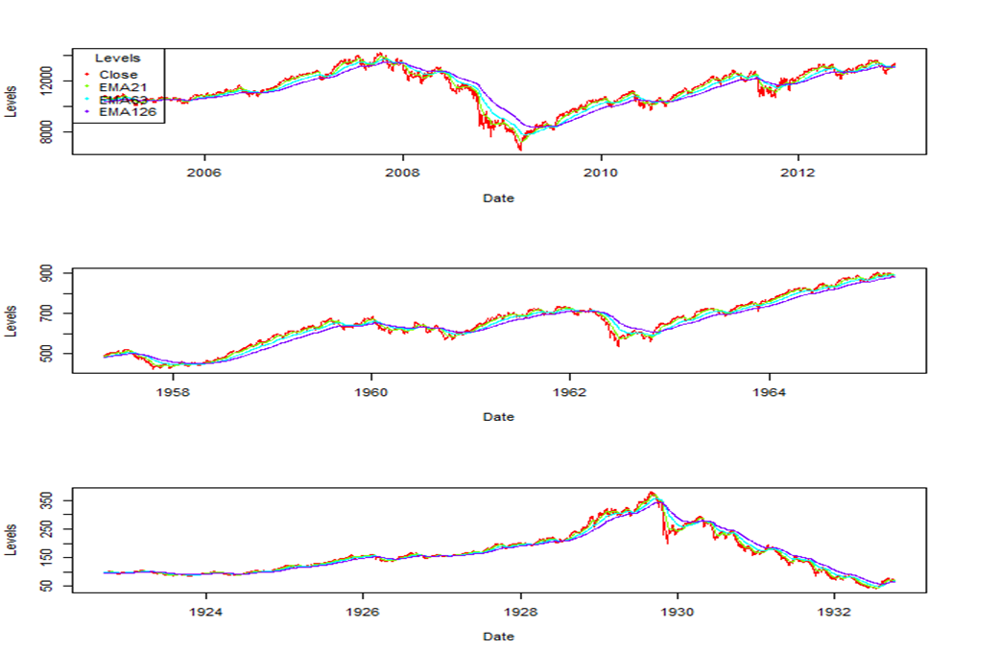 Levels
Close
EMA21
EMA63
EMA126
Levels
8000 12000
2006 2008 2010 2012
Date
Levels
500 700 900
1958 1960 1962 1964
Date
Levels
50 150 250 350
1924 1926 1928 1930 1932
Date